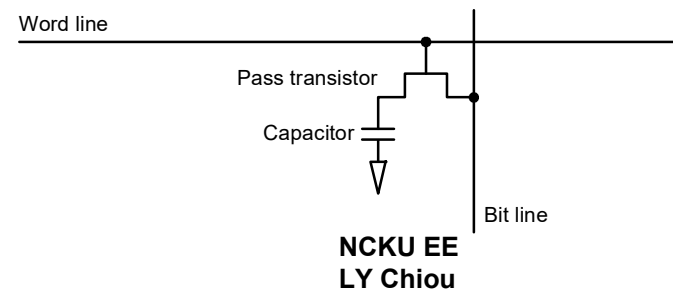 Word line
Pass transistor
Capacitor
Bit line
NCKU EE
LY Chiou